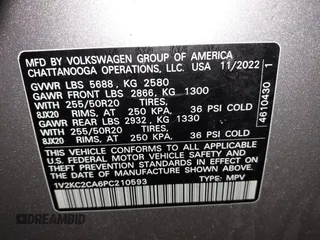 MFD BY VOLKSWAGEN GROUP OF AMERICA
CHATTANOOGA OPERATIONS, LLC. USA 11/2022
GVWR LBS 5688, KG 2580
GAWR FRONT LBS 2866, KG 1300
WITH 255/50R20 TIRES,
8JX20 RIMS, AT 250 KPA. 36 PSI COLD
GAWR REAR LBS 2932, KG 1330
WITH 255/50R20 TIRES,
8JX20 RIMS, AT 250 KPA. 36 PSI COLD
THIS VEHICLE CONFORMS TO ALL APPLICABLE
FEDERAL MOTOR VEHICLE SAFETY
AND THEFT PREVENTION STANDARDS IN EFFECT
ON THE DATE OF MANUFACTURE SHOWN ABOVE.
1V2KC2CA6PC210593 TYPE: MPV
4610430 1
DREAMBID